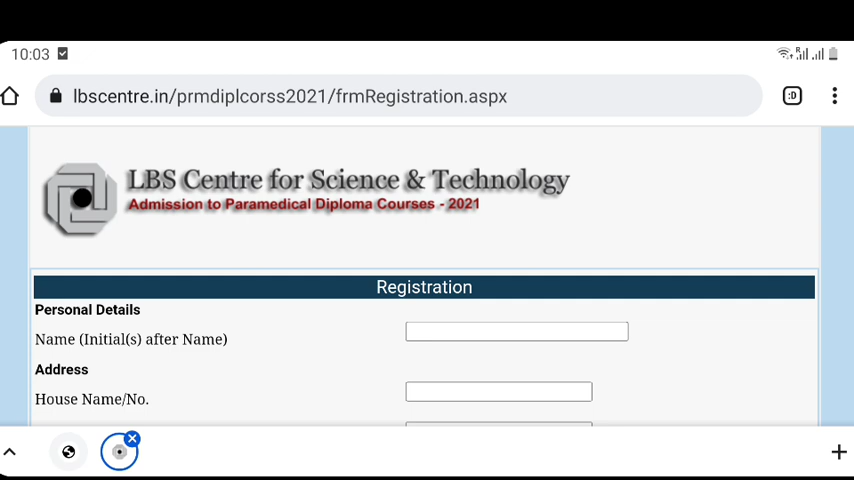 10:03
lbscentre.in/prmdiplcorss2021/frmRegistration.aspx
:D
LBS Centre for Science & Technology
Admission to Paramedical Diploma Courses - 2021
Registration
Personal Details
Name (Initial(s) after Name)
Address
House Name/No.